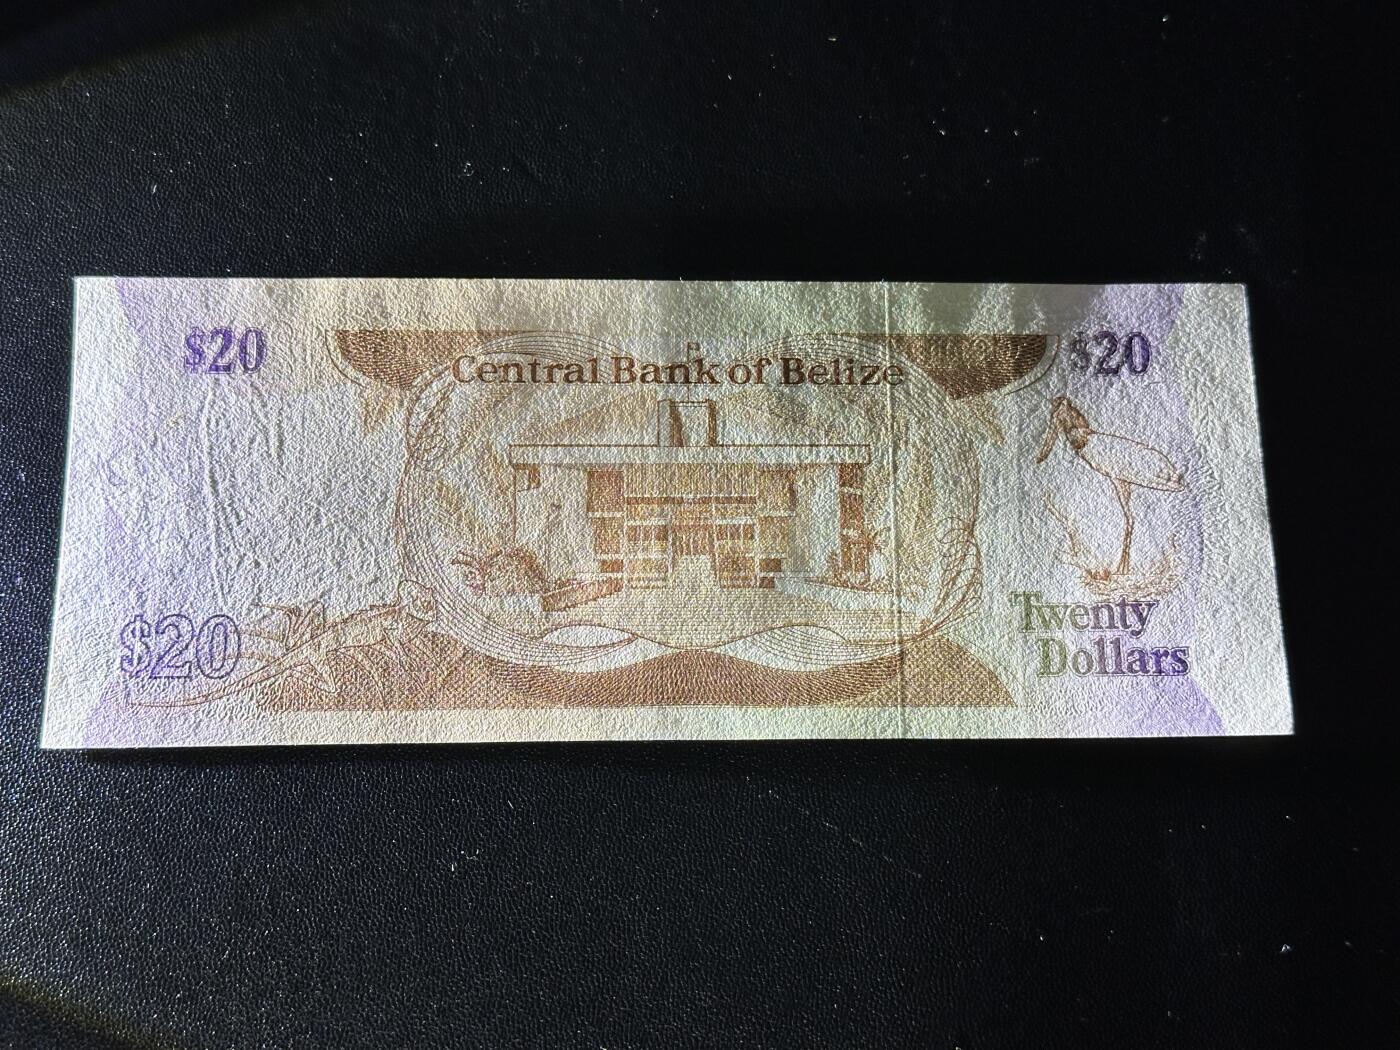 $20
Central Bank of Belize
$20
$20
Twenty
Dollars